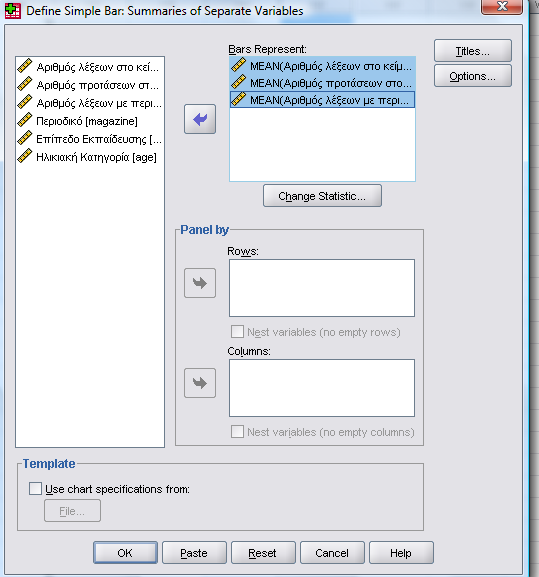 Define Simple Bar: Summaries of Separate Variables
Αριθμός λέξεων στο κεί...
Αριθμός προτάσεων στ...
Αριθμός λέξεων με περι...
Περιοδικό [magazine]
Επίπεδο Εκπαίδευσης [...
Ηλικιακή Κατηγορία [age]
Bars Represent:
MEAN(Αριθμός λέξεων στο κείμ...
MEAN(Αριθμός προτάσεων στο...
MEAN(Αριθμός λέξεων με περι...
Change Statistic...
Titles...
Options...
Panel by
Rows:
Nest variables (no empty rows)
Columns:
Nest variables (no empty columns)
Template
Use chart specifications from:
File...
OK
Paste
Reset
Cancel
Help